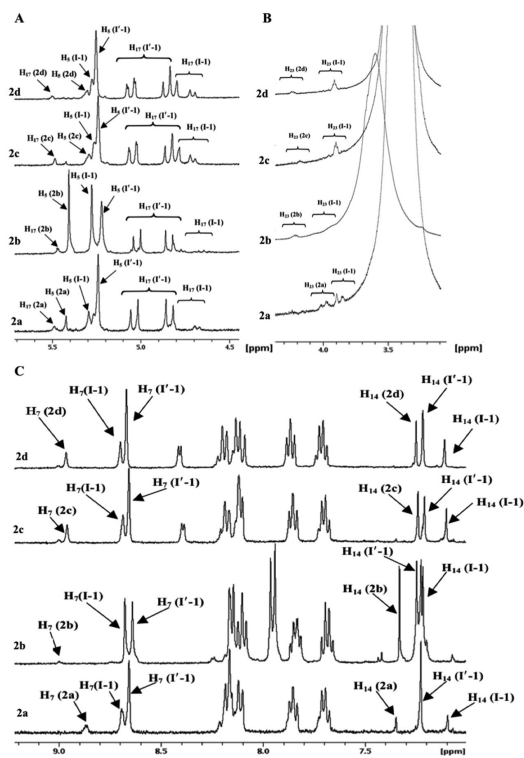 A
H5 (I′-1)
H5 (I-1)
H5 (2d)
H17 (2d)
H17 (I′-1)
H17 (I-1)
2d
H5 (I′-1)
H5 (I-1)
H5 (2c)
H17 (2c)
H17 (I′-1)
H17 (I-1)
2c
H5 (I-1)
H5 (2b)
H5 (I′-1)
H17 (2b)
H17 (I′-1)
H17 (I-1)
2b
H5 (I′-1)
H5 (I-1)
H5 (2a)
H17 (2a)
H17 (I′-1)
H17 (I-1)
2a
5.5 5.0 4.5 [ppm]
B
H23 (2d)
H23 (I-1)
2d
H23 (2c)
H23 (I-1)
2c
H23 (2b)
H23 (I-1)
2b
H23 (2a)
H23 (I-1)
2a
4.0 3.5 [ppm]
C
H7 (2d)
H7(I-1)
H7 (I′-1)
H14 (2d)
H14 (I′-1)
H14 (I-1)
2d
H7 (2c)
H7(I-1)
H7 (I′-1)
H14 (2c)
H14 (I′-1)
H14 (I-1)
2c
H7 (2b)
H7(I-1)
H7 (I′-1)
H14 (I′-1)
H14 (2b)
H14 (I-1)
2b
H7 (2a)
H7(I-1)
H7 (I′-1)
H14 (2a)
H14 (I′-1)
H14 (I-1)
2a
9.0 8.5 8.0 7.5 [ppm]